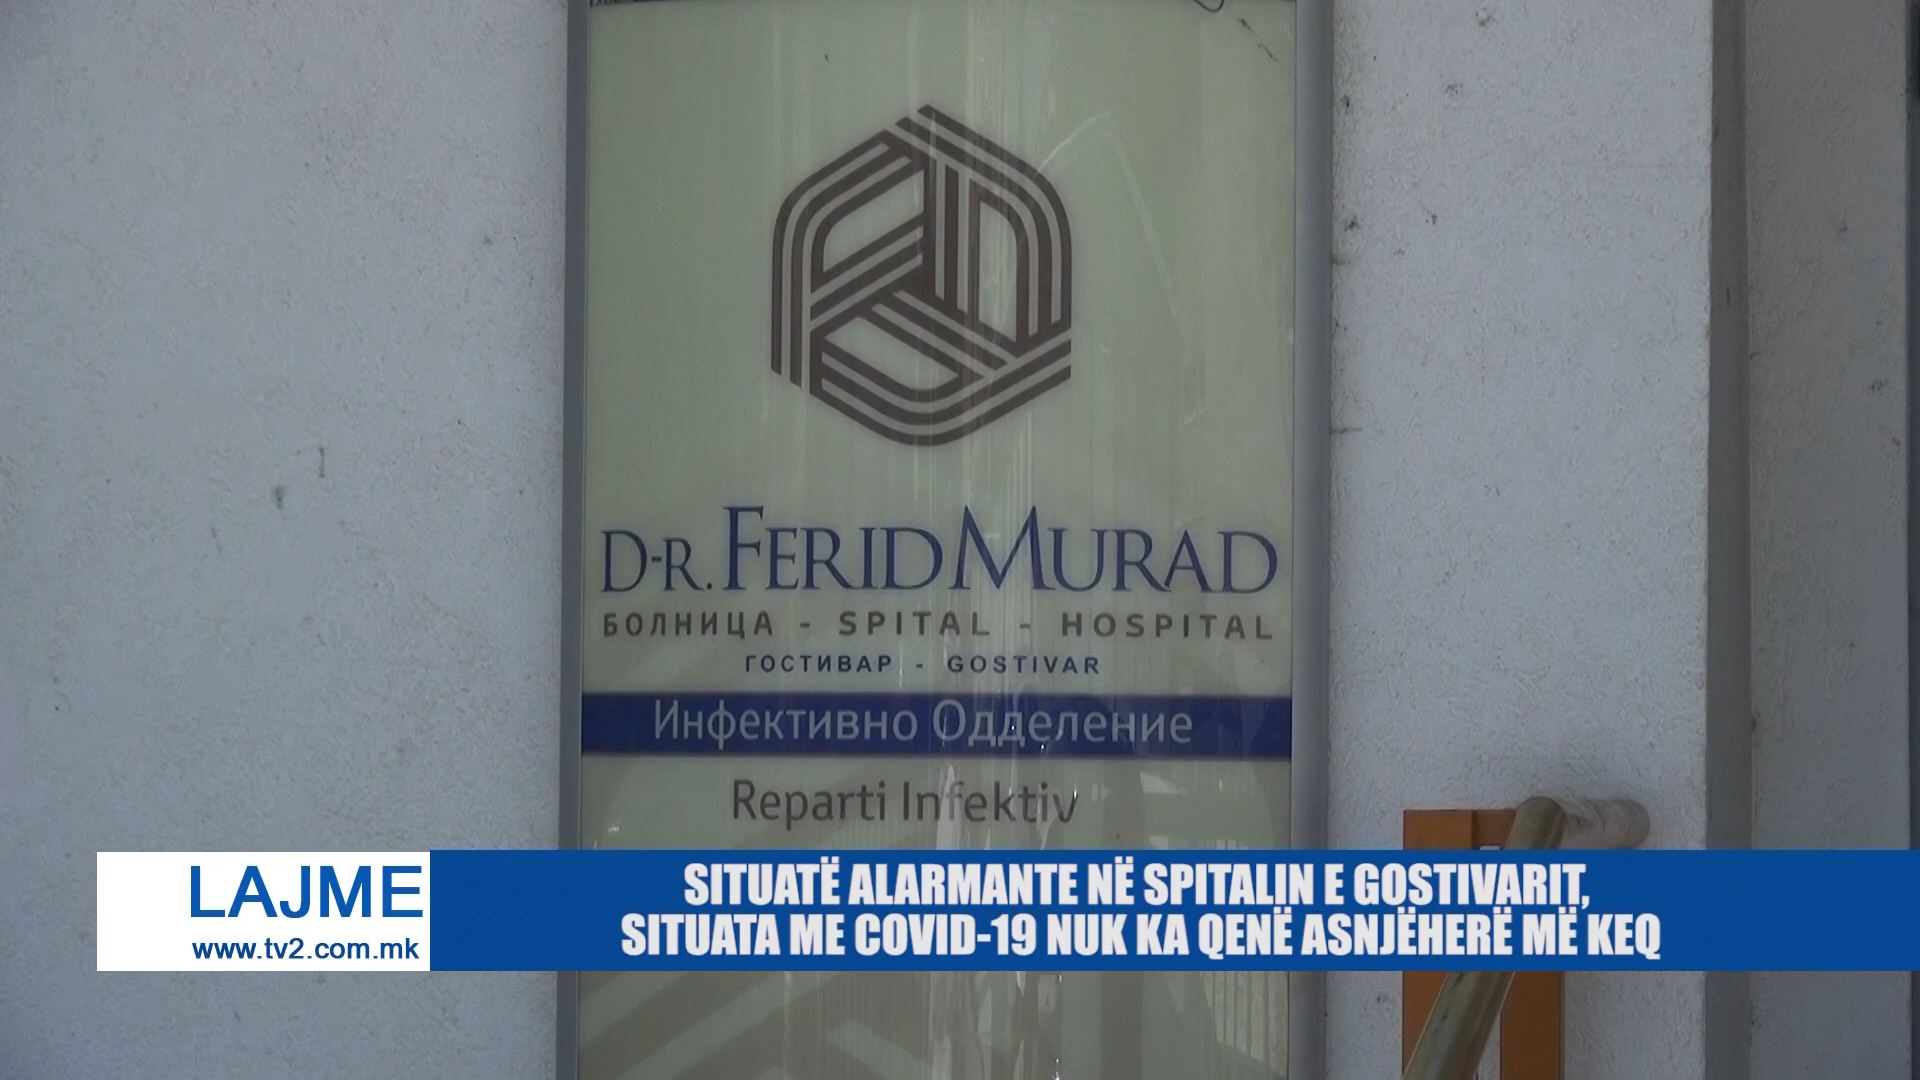 D-R. FERID MURAD
БОЛНИЦА - SPITAL - HOSPITAL
ГОСТИВАР - GOSTIVAR
Инфективно Одделение
Reparti Infektiv
LAJME
www.tv2.com.mk
SITUATË ALARMANTE NË SPITALIN E GOSTIVARIT,
SITUATA ME COVID-19 NUK KA QENË ASNJËHERË MË KEQ